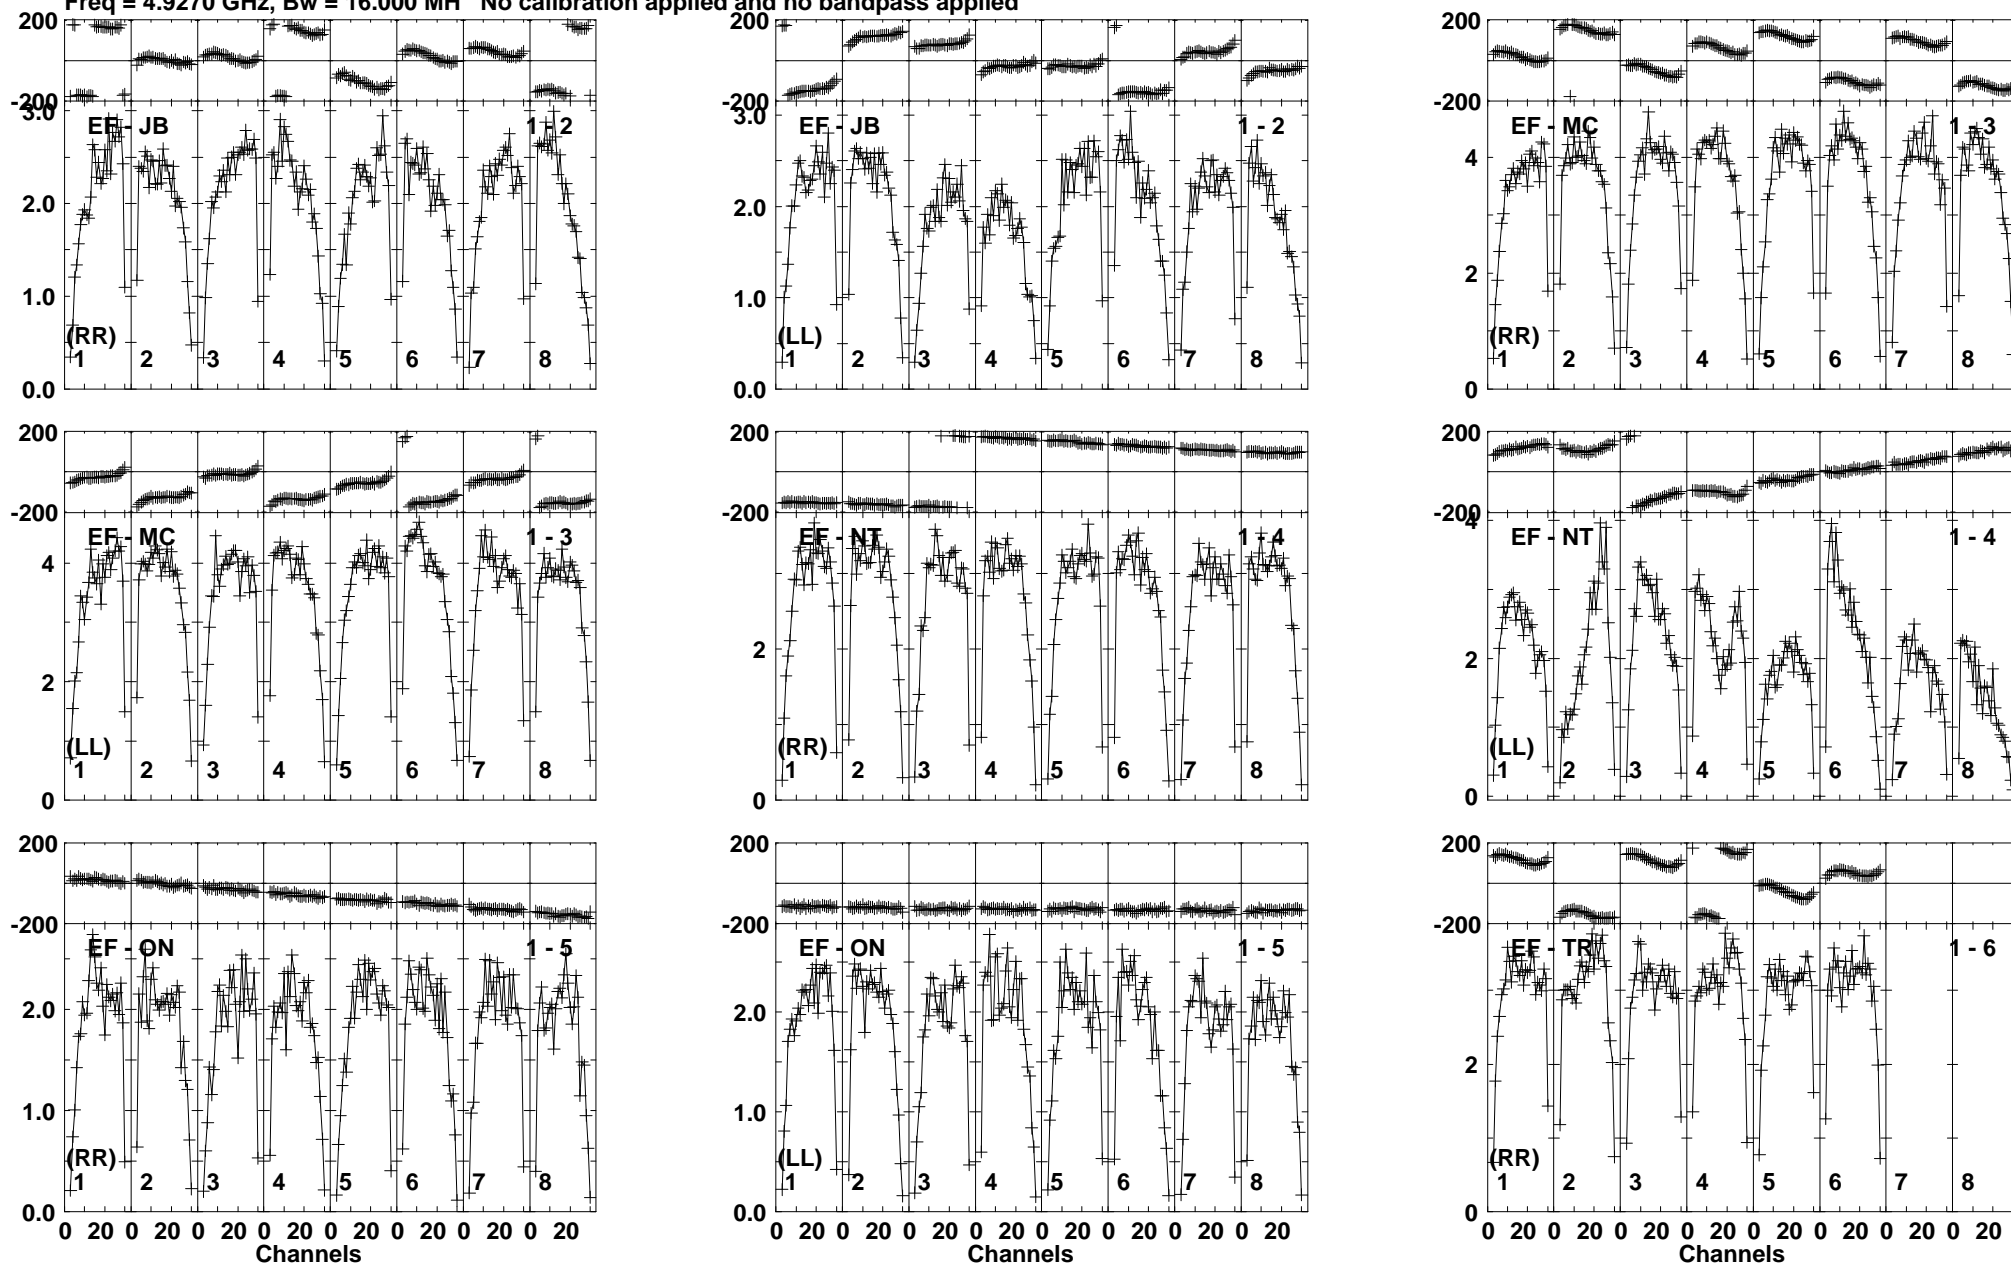 Freq = 4.9270 GHz, Bw = 16.000 MH No calibration applied and no bandpass applied
200 200 200
-200 -200 -200
3.0 EF - JB 1 - 2 3.0 EF - JB 1 - 2 EF - MC 1 - 3
4
2.0 2.0
2
1.0 1.0
(RR) (LL) (RR)
1 2 3 4 5 6 7 8 1 2 3 4 5 6 7 8 1 2 3 4 5 6 7 8
0.0 0.0 0
200 200 200
-200 -200 -200
4
EF - MC 1 - 3 EF - NT 1 - 4 EF - NT 1 - 4
4
3
2 2 2
(LL) (RR) (LL)
1 2 3 4 5 6 7 8 1 2 3 4 5 6 7 8 1 2 3 4 5 6 7 8
0 0 0
200 200 200
-200 -200 -200
EF - ON 1 - 5 EF - ON 1 - 5 EF - TR 1 - 6
2.0 2.0
2
1.0 1.0
(RR) (LL) (RR)
1 2 3 4 5 6 7 8 1 2 3 4 5 6 7 8 1 2 3 4 5 6 7 8
0.0 0.0 0
0 20 0 20 0 20 0 20 0 20 0 20 0 20 0 20 0 20 0 20 0 20 0 20 0 20 0 20 0 20 0 20 0 20 0 20 0 20 0 20 0 20 0 20 0 20 0 20
Channels Channels Channels